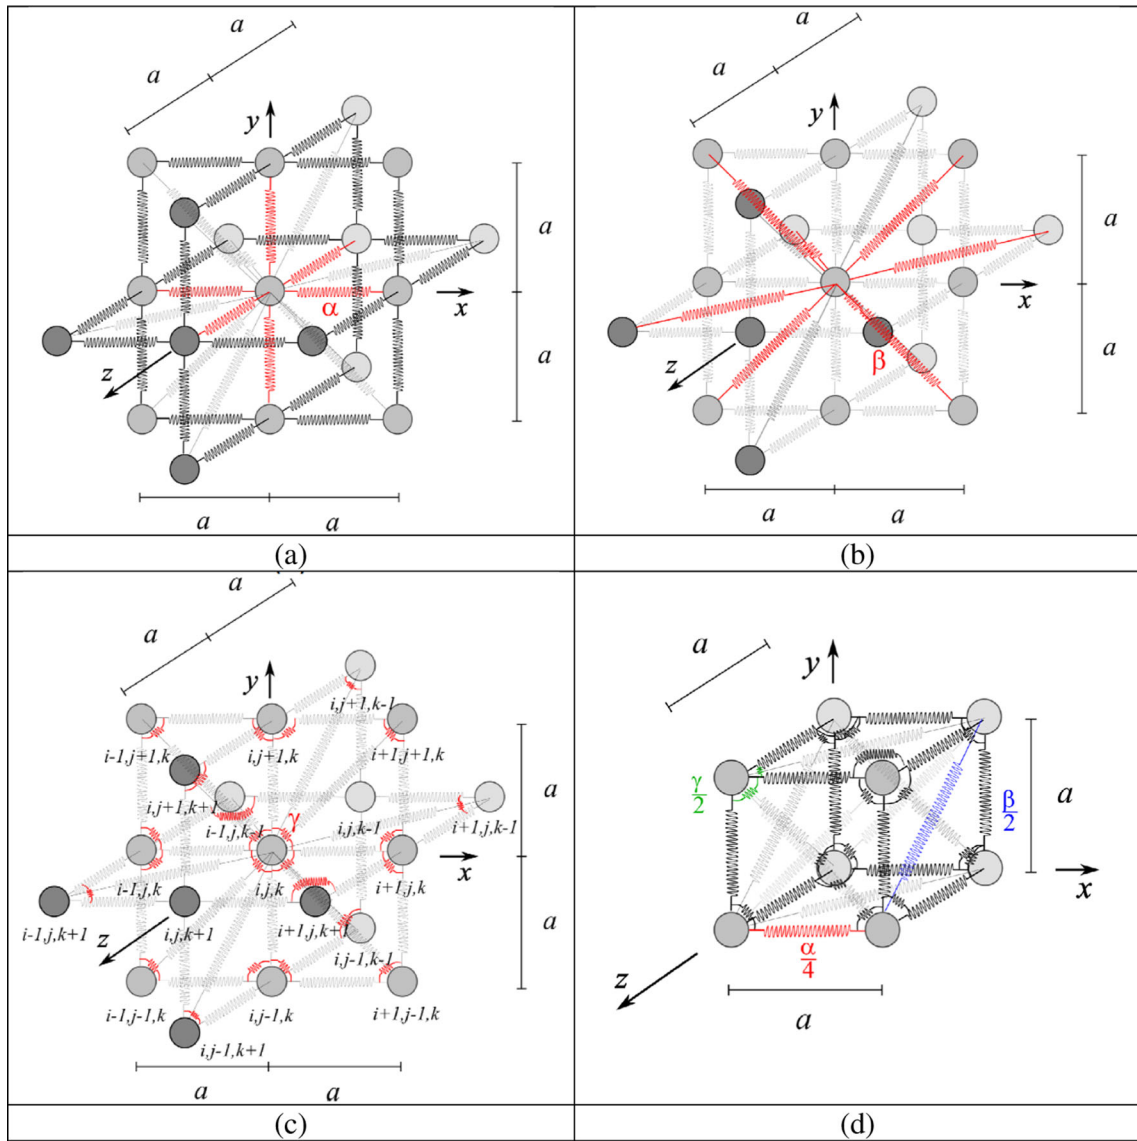 a
a
y
a
α
x
z
a
a
a
(a)
a
a
y
a
x
β
z
a
a
a
(b)
a
a
y
i,j+1,k-1
i-1,j+1,k
i,j+1,k
i+1,j+1,k
a
i,j+1,k+1
i-1,j,k-1
γ
i,j,k-1
i+1,j,k-1
x
i-1,j,k
i,j,k
i+1,j,k
i-1,j,k+1
i,j,k+1
i+1,j,k+1
z
i,j-1,k-1
a
i-1,j-1,k
i,j-1,k
i+1,j-1,k
i,j-1,k+1
a
a
(c)
a
y
γ/2
β/2
a
x
α/4
z
a
(d)